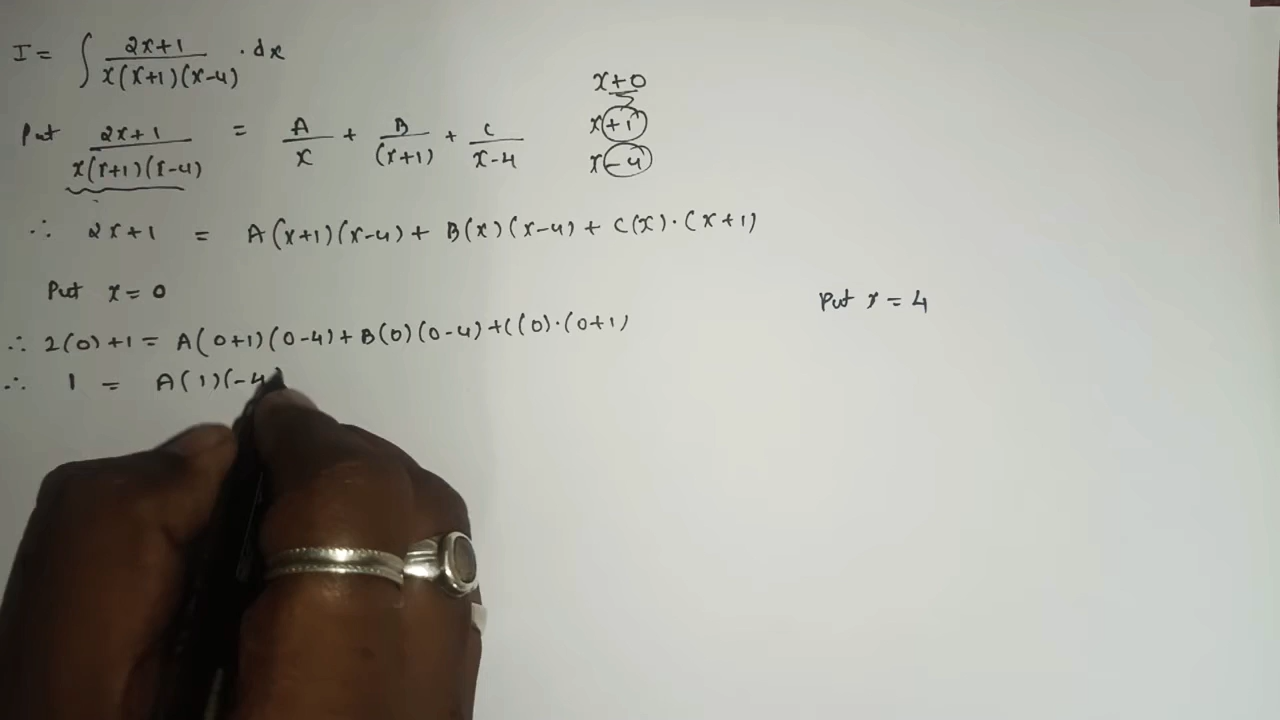 I = ∫ 2x+1 / x(x+1)(x-4) . dx
x+0
x+1
x-4
Put 2x+1 / x(x+1)(x-4) = A / x + B / (x+1) + C / x-4
∴ 2x+1 = A(x+1)(x-4) + B(x)(x-4) + C(x).(x+1)
Put x = 0
Put x = 4
∴ 2(0)+1 = A(0+1)(0-4) + B(0)(0-4) + C(0).(0+1)
∴ 1 = A(1)(-4)